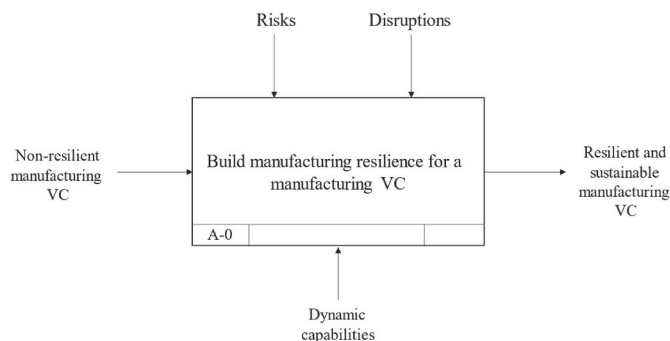 Risks
Disruptions
Non-resilient
manufacturing
VC
Build manufacturing resilience for a
manufacturing VC
Resilient and
sustainable
manufacturing
VC
A-0
Dynamic
capabilities